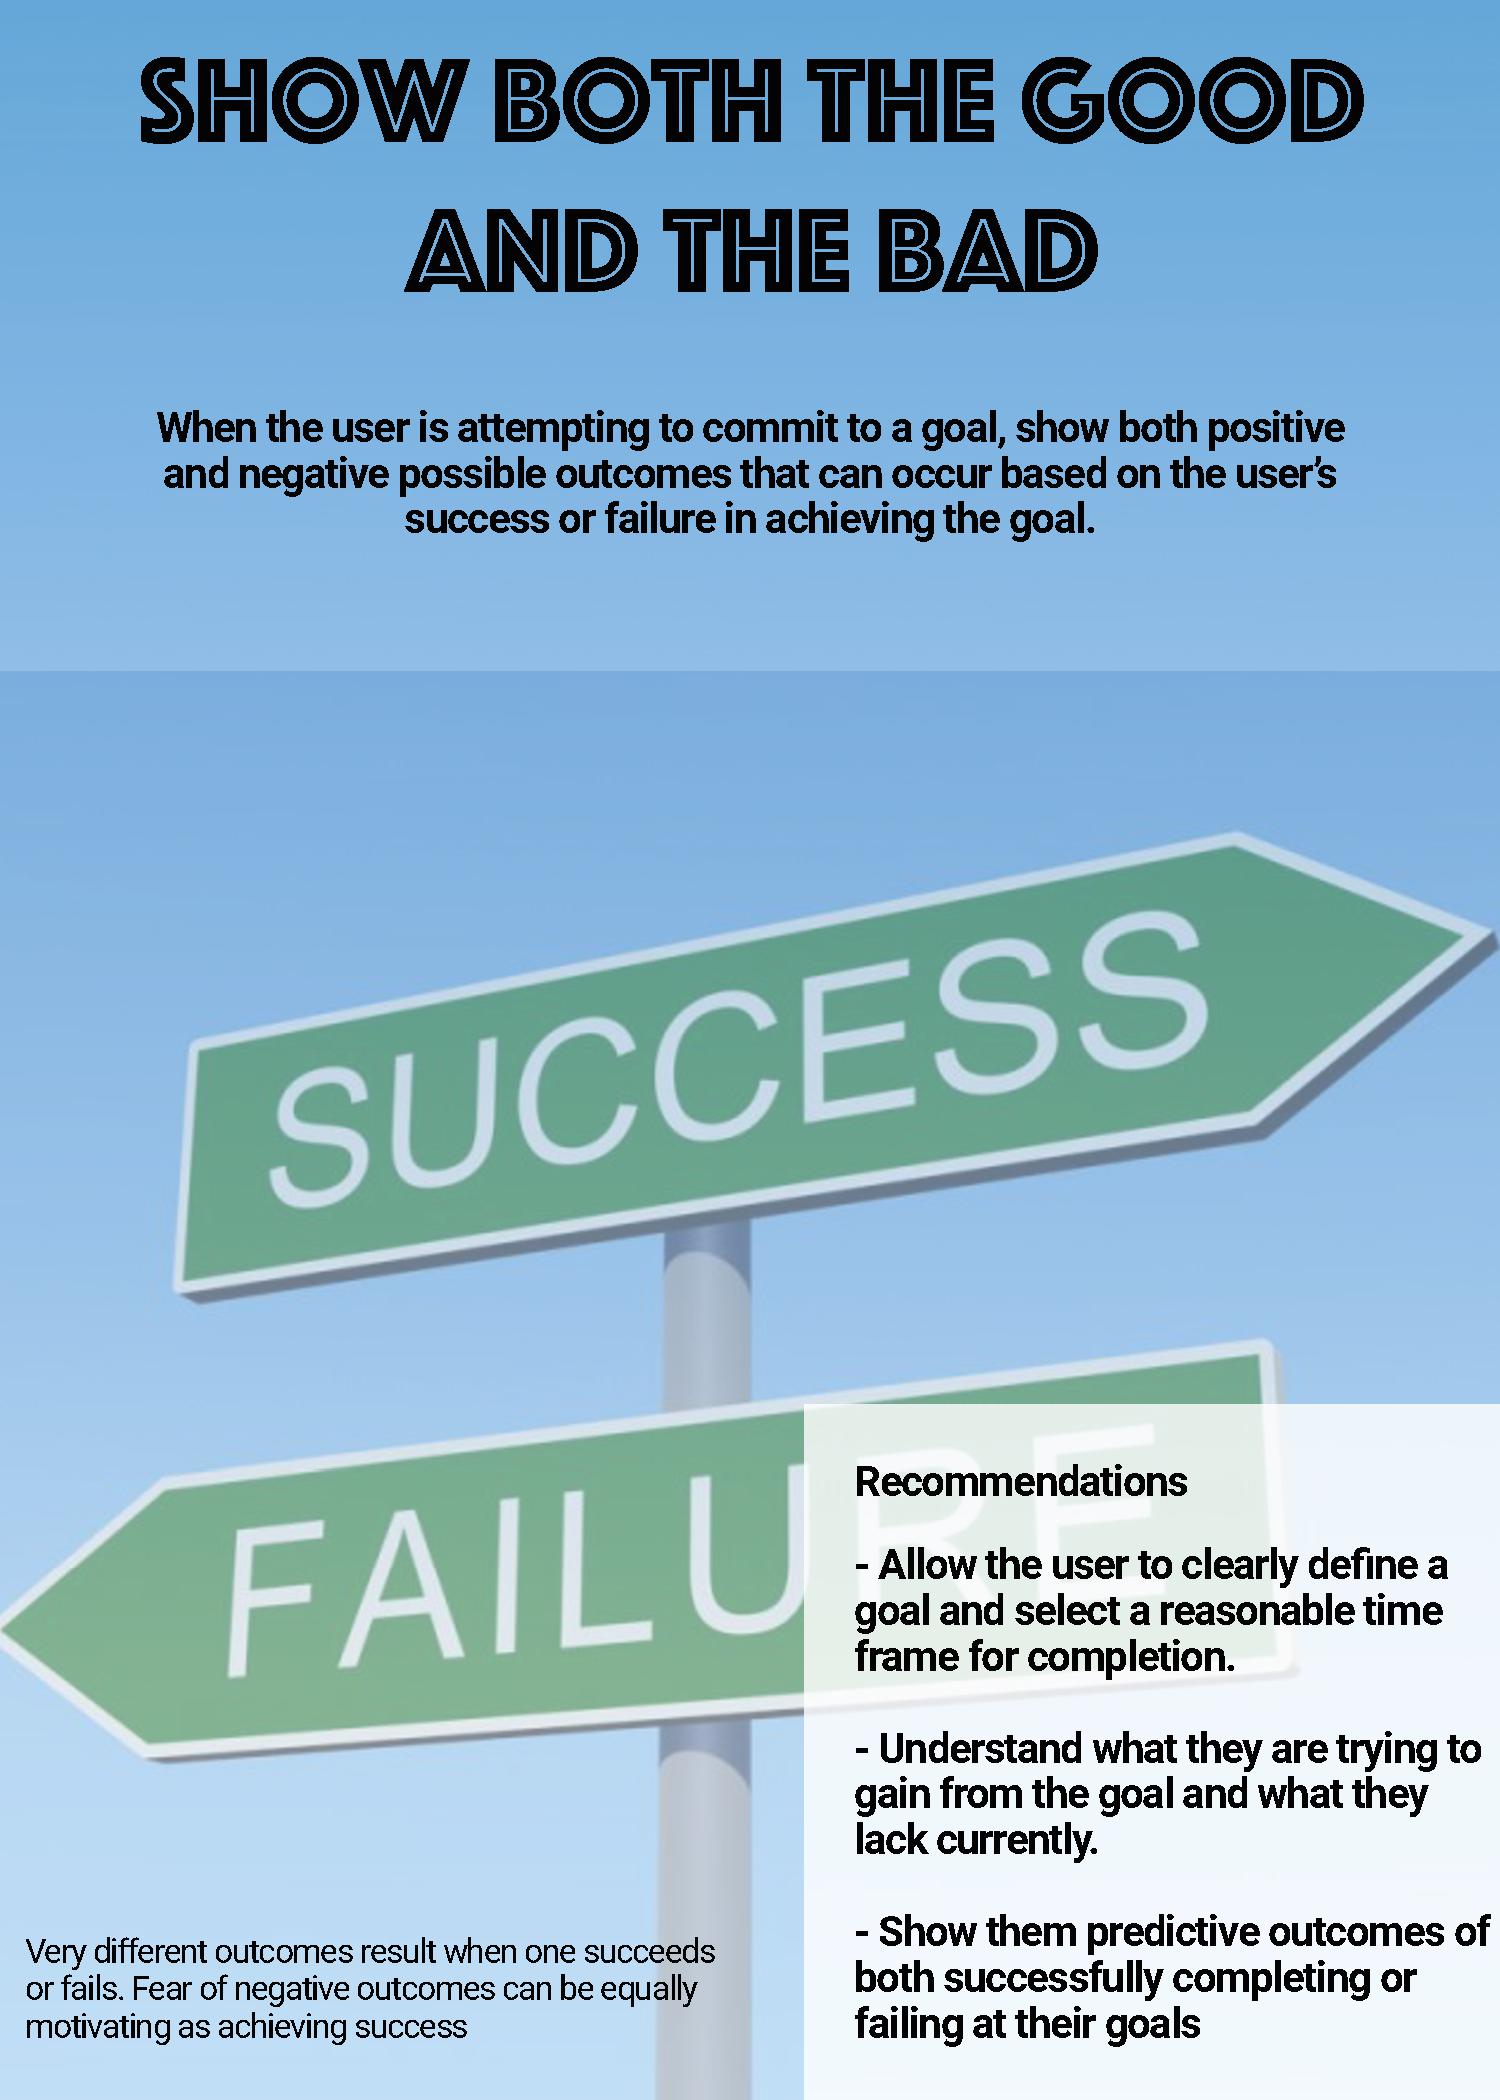 SHOW BOTH THE GOOD
AND THE BAD
When the user is attempting to commit to a goal, show both positive
and negative possible outcomes that can occur based on the user’s
success or failure in achieving the goal.
SUCCESS
FAILURE
Recommendations
- Allow the user to clearly define a
goal and select a reasonable time
frame for completion.
- Understand what they are trying to
gain from the goal and what they
lack currently.
- Show them predictive outcomes of
both successfully completing or
failing at their goals
Very different outcomes result when one succeeds
or fails. Fear of negative outcomes can be equally
motivating as achieving success